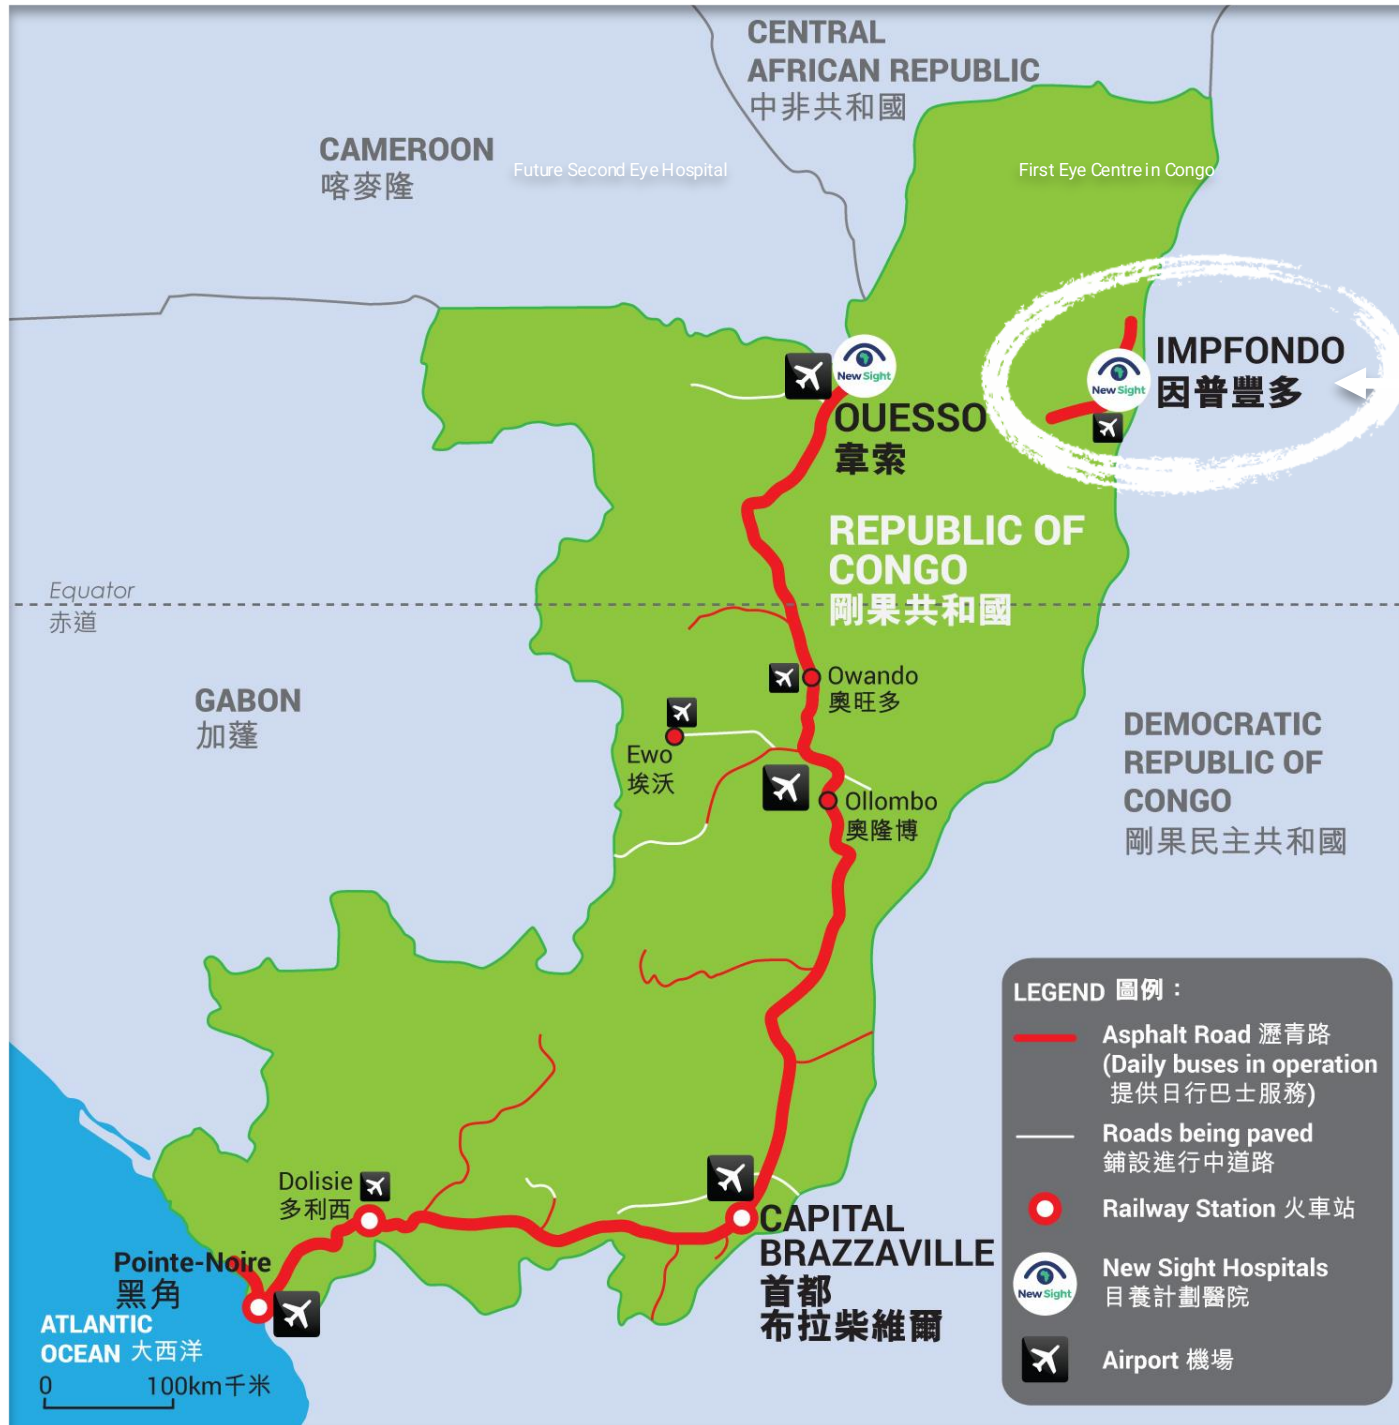 CENTRAL
AFRICAN REPUBLIC
中非共和國
CAMEROON
喀麥隆
Future Second Eye Hospital
First Eye Centre in Congo
New Sight
OUESSO
韋索
New Sight
IMPFONDO
因普豐多
REPUBLIC OF
CONGO
剛果共和國
Equator
赤道
GABON
加蓬
Owando
奧旺多
Ewo
埃沃
Ollombo
奧隆博
DEMOCRATIC
REPUBLIC OF
CONGO
剛果民主共和國
Dolisie
多利西
Pointe-Noire
黑角
CAPITAL
BRAZZAVILLE
首都
布拉柴維爾
ATLANTIC
OCEAN 大西洋
0 100km千米
LEGEND 圖例：
Asphalt Road 瀝青路
(Daily buses in operation
提供日行巴士服務)
Roads being paved
鋪設進行中道路
Railway Station 火車站
New Sight
New Sight Hospitals
目養計劃醫院
Airport 機場